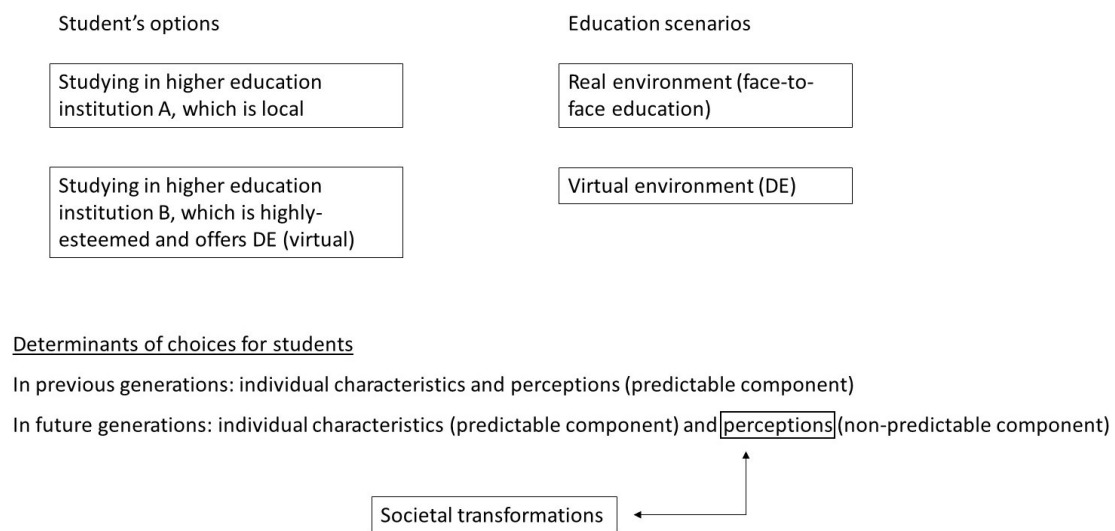 Student's options
Education scenarios
Studying in higher education
institution A, which is local
Real environment (face-to-
face education)
Studying in higher education
institution B, which is highly-
esteemed and offers DE (virtual)
Virtual environment (DE)
Determinants of choices for students
In previous generations: individual characteristics and perceptions (predictable component)
In future generations: individual characteristics (predictable component) and perceptions (non-predictable component)
Societal transformations